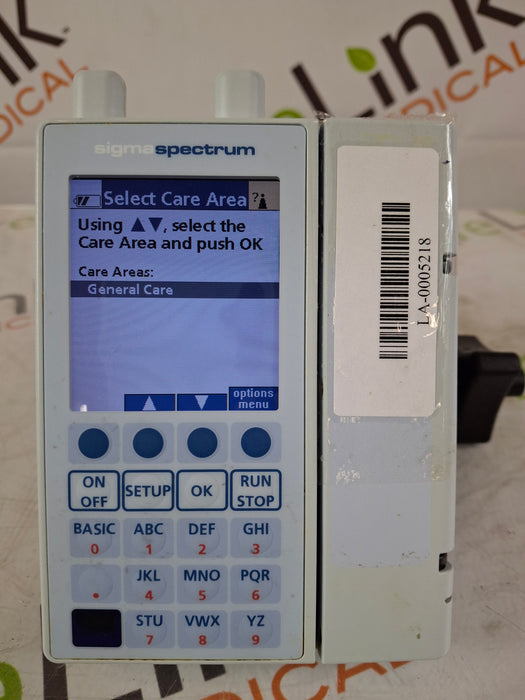 sigmaspectrum
Select Care Area ?
Using ▲▼, select the
Care Area and push OK
Care Areas:
General Care
options
menu
ON
OFF
SETUP
OK
RUN
STOP
BASIC ABC DEF GHI
0 1 2 3
JKL MNO PQR
. 4 5 6
STU VWX YZ
7 8 9
LA-0005218
Link
MEDICAL